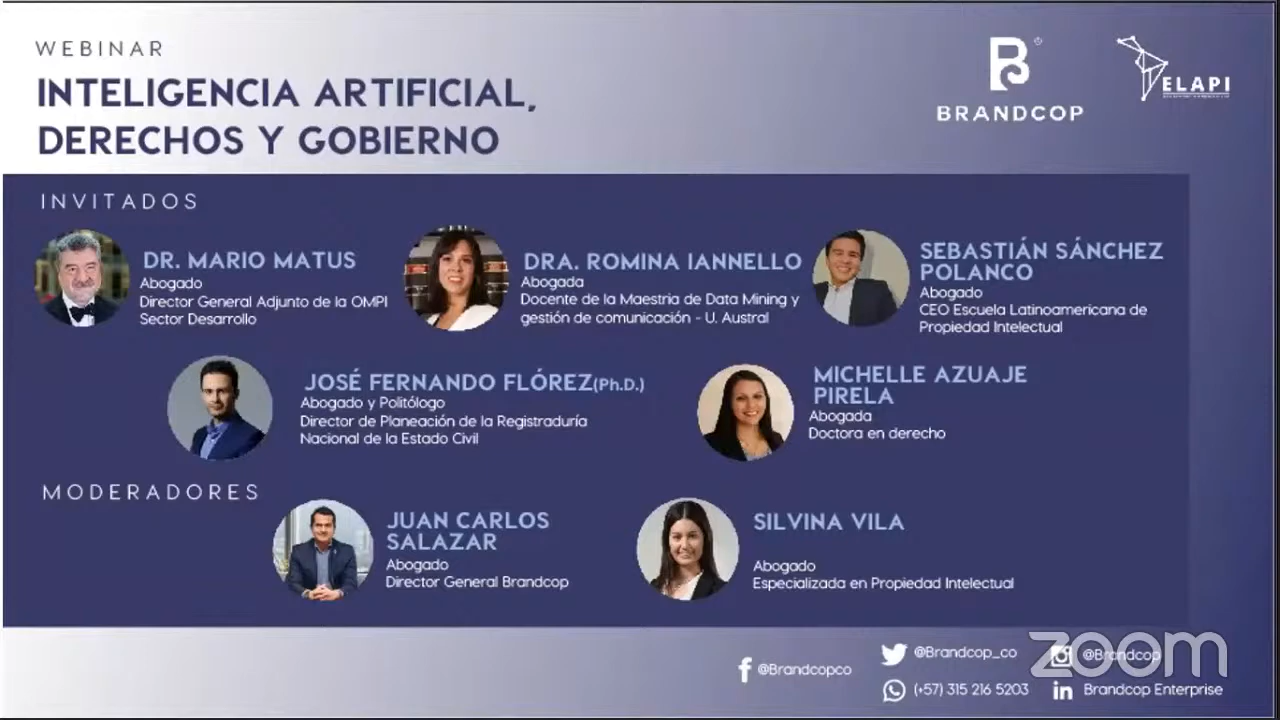 WEBINAR
INTELIGENCIA ARTIFICIAL,
DERECHOS Y GOBIERNO
BRANDCOP
ELAPI
INVITADOS
DR. MARIO MATUS
Abogado
Director General Adjunto de la OMPI
Sector Desarrollo
DRA. ROMINA IANNELLO
Abogada
Docente de la Maestria de Data Mining y
gestión de comunicación - U. Austral
SEBASTIÁN SÁNCHEZ
POLANCO
Abogado
CEO Escuela Latinoamericana de
Propiedad Intelectual
JOSÉ FERNANDO FLÓREZ(Ph.D.)
Abogado y Politólogo
Director de Planeación de la Registraduría
Nacional de la Estado Civil
MICHELLE AZUAJE
PIRELA
Abogada
Doctora en derecho
MODERADORES
JUAN CARLOS
SALAZAR
Abogado
Director General Brandcop
SILVINA VILA
Abogado
Especializada en Propiedad Intelectual
@Brandcopco
@Brandcop_co
@Brandcop
(+57) 315 216 5203
Brandcop Enterprise
zoom